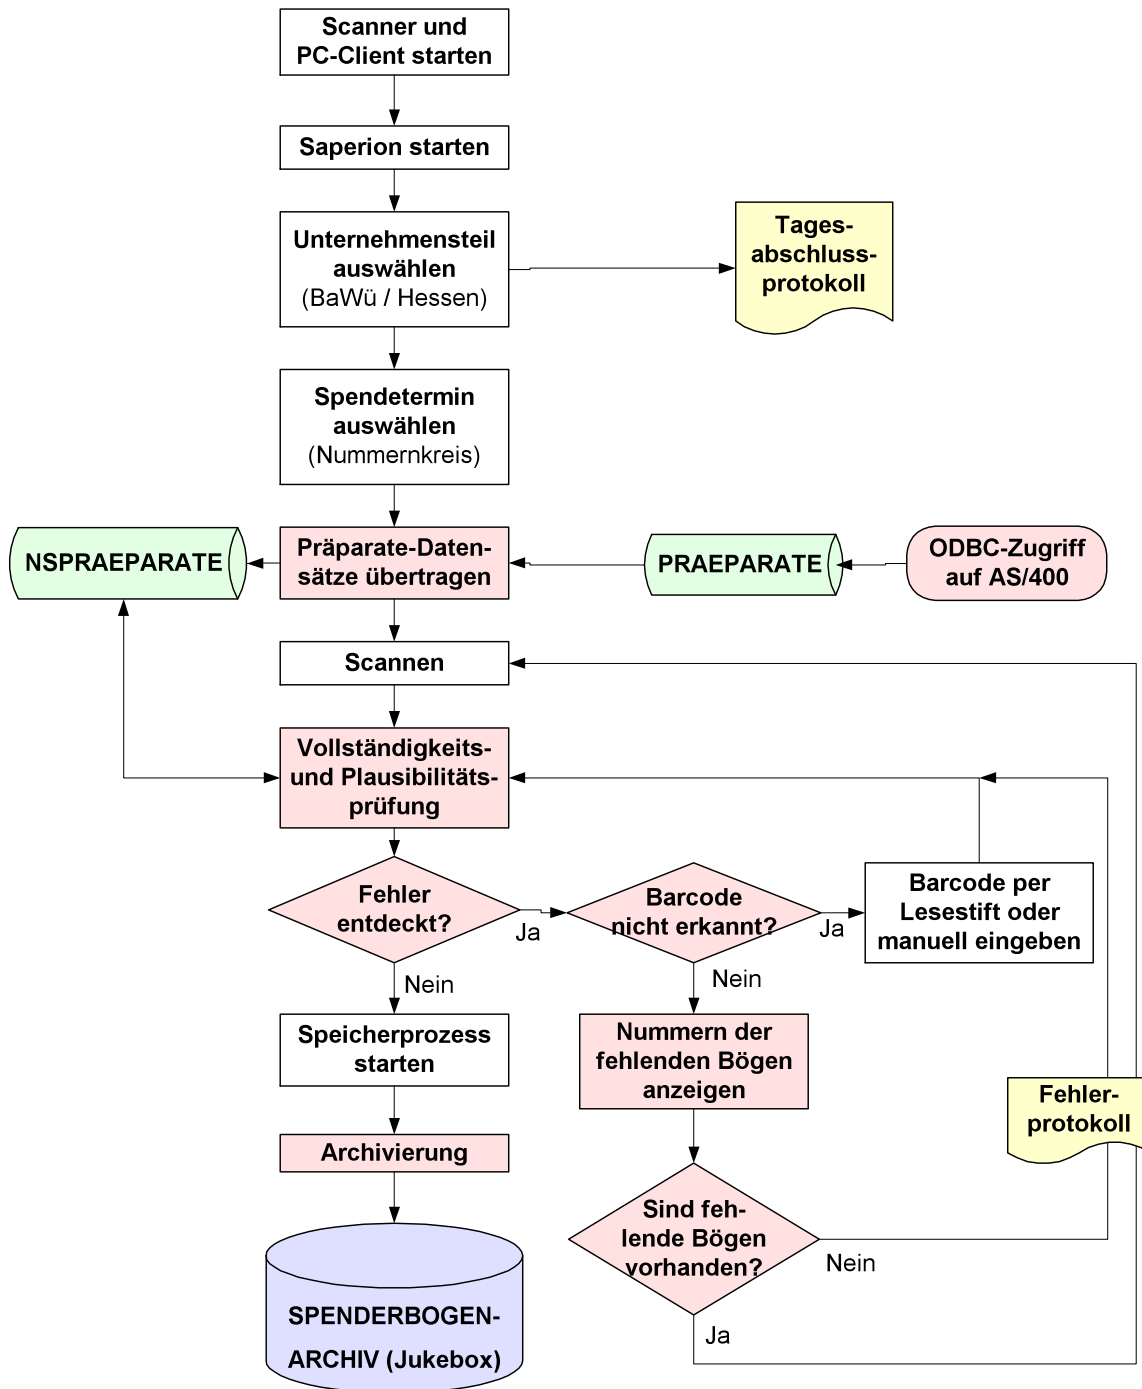 Scanner und
PC-Client starten
Saperion starten
Unternehmensteil
auswählen
(BaWü / Hessen)
Tages-
abschluss-
protokoll
Spendetermin
auswählen
(Nummernkreis)
NSPRAEPARATE
Präparate-Daten-
sätze übertragen
PRAEPARATE
ODBC-Zugriff
auf AS/400
Scannen
Vollständigkeits-
und Plausibilitäts-
prüfung
Fehler
entdeckt?
Ja
Barcode
nicht erkannt?
Ja
Barcode per
Lesestift oder
manuell eingeben
Nein
Nein
Speicherprozess
starten
Nummern der
fehlenden Bögen
anzeigen
Fehler-
protokoll
Archivierung
Sind feh-
lende Bögen
vorhanden?
Nein
Ja
SPENDERBOGEN-
ARCHIV (Jukebox)